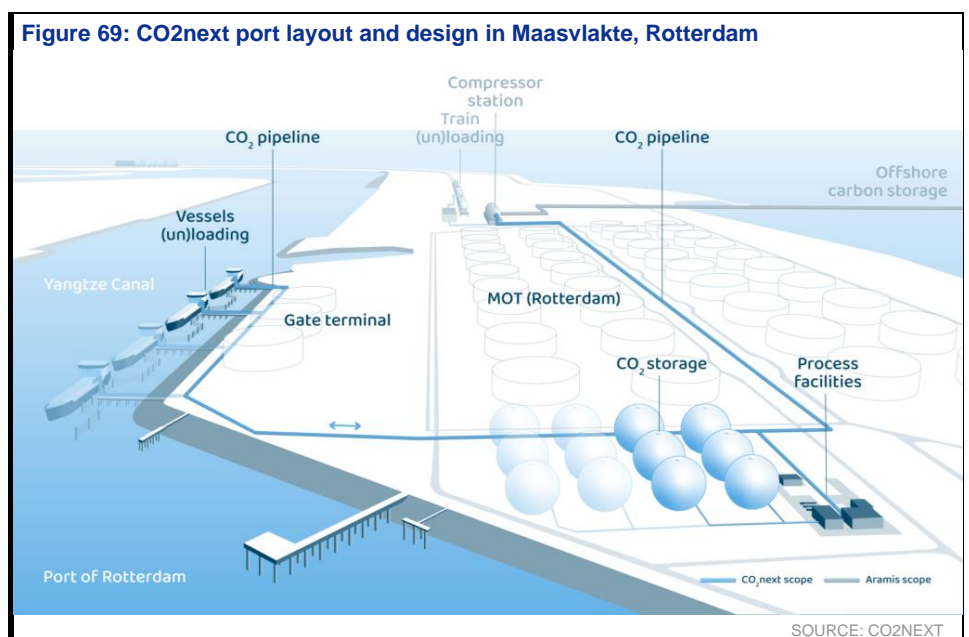 Figure 69: CO2next port layout and design in Maasvlakte, Rotterdam
Compressor
station
Train
(un)loading
CO₂ pipeline
CO₂ pipeline
Offshore
carbon storage
Vessels
(un)loading
Yangtze Canal
Gate terminal
MOT (Rotterdam)
CO₂ storage
Process
facilities
Port of Rotterdam
CO₂next scope
Aramis scope
SOURCE: CO2NEXT